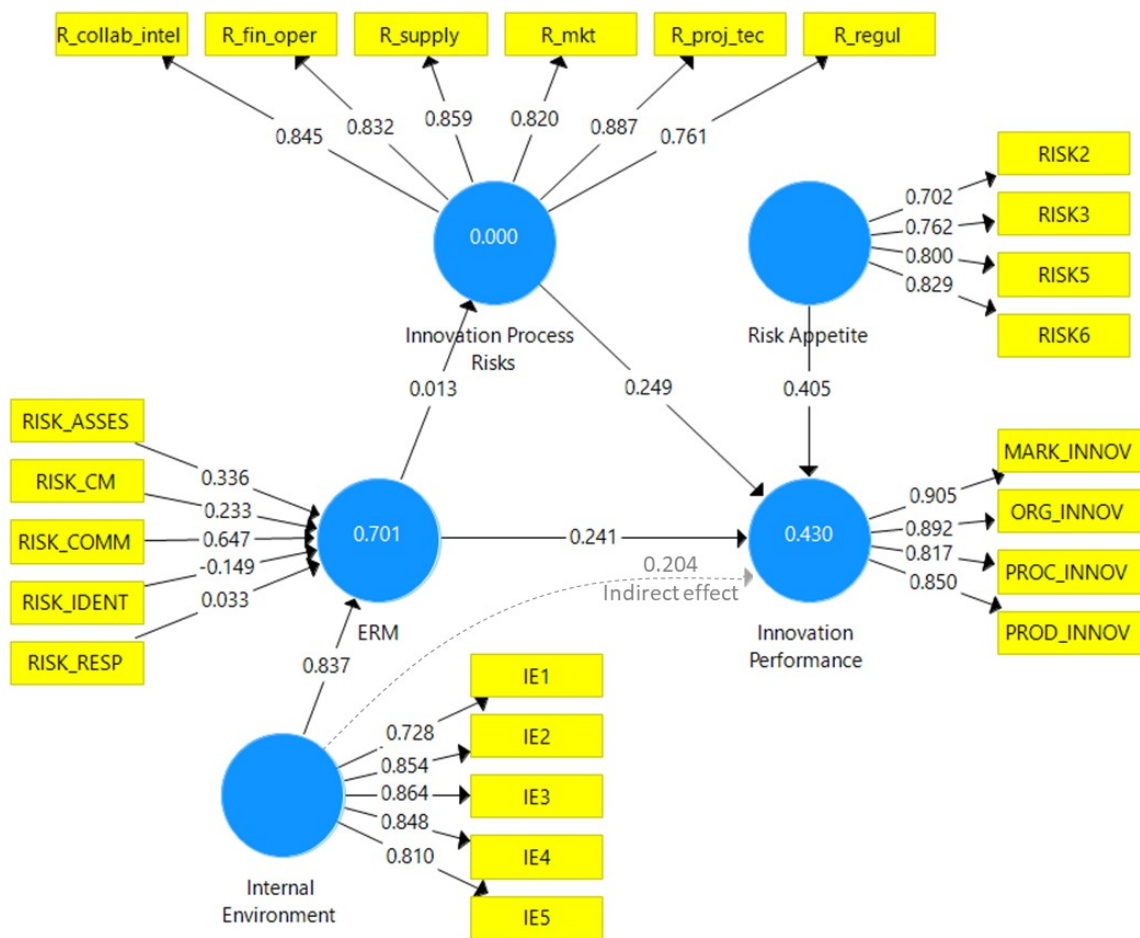 R_collab_intel
R_fin_oper
R_supply
R_mkt
R_proj_tec
R_regul
0.845
0.832
0.859
0.820
0.887
0.761
0.000
Innovation Process
Risks
RISK2
RISK3
RISK5
RISK6
0.702
0.762
0.800
0.829
Risk Appetite
0.013
0.249
0.405
RISK_ASSES
RISK_CM
RISK_COMM
RISK_IDENT
RISK_RESP
0.336
0.233
0.647
-0.149
0.033
0.701
ERM
0.241
0.204
Indirect effect
0.430
Innovation
Performance
0.905
0.892
0.817
0.850
MARK_INNOV
ORG_INNOV
PROC_INNOV
PROD_INNOV
0.837
Internal
Environment
0.728
0.854
0.864
0.848
0.810
IE1
IE2
IE3
IE4
IE5